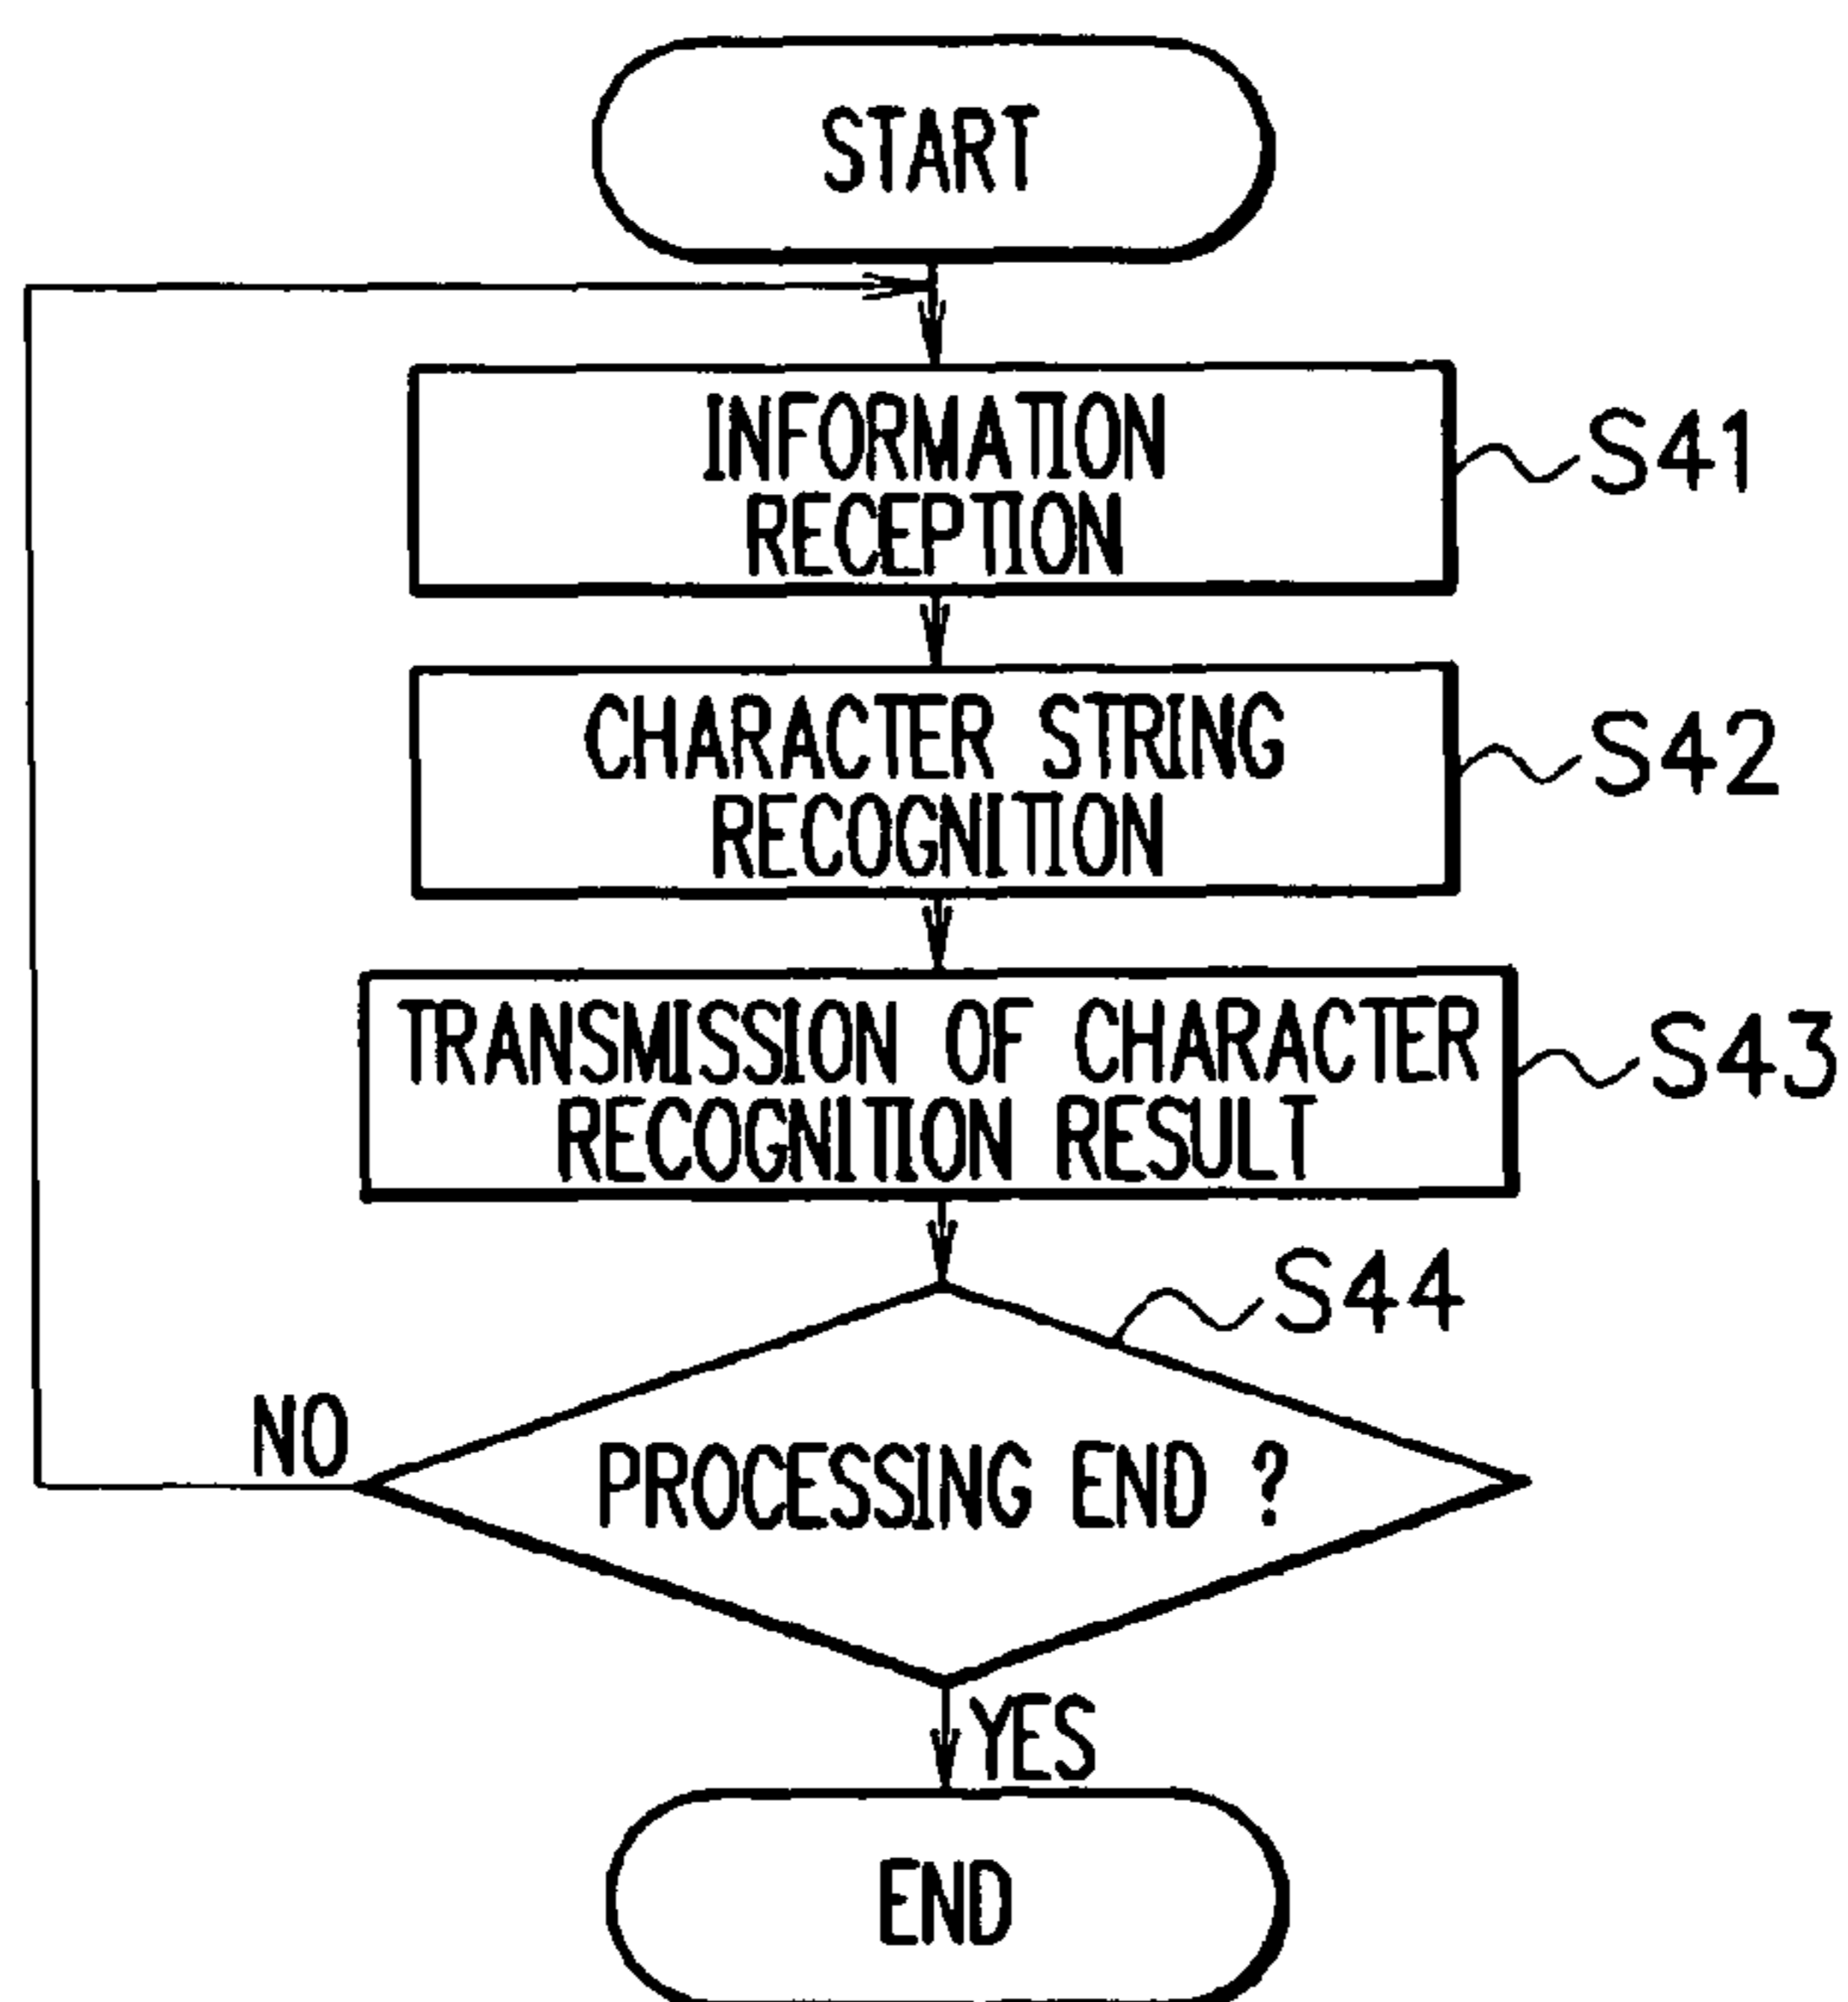 START
INFORMATION
RECEPTION
S41
CHARACTER STRING
RECOGNITION
S42
TRANSMISSION OF CHARACTER
RECOGNITION RESULT
S43
S44
NO
PROCESSING END ?
YES
END